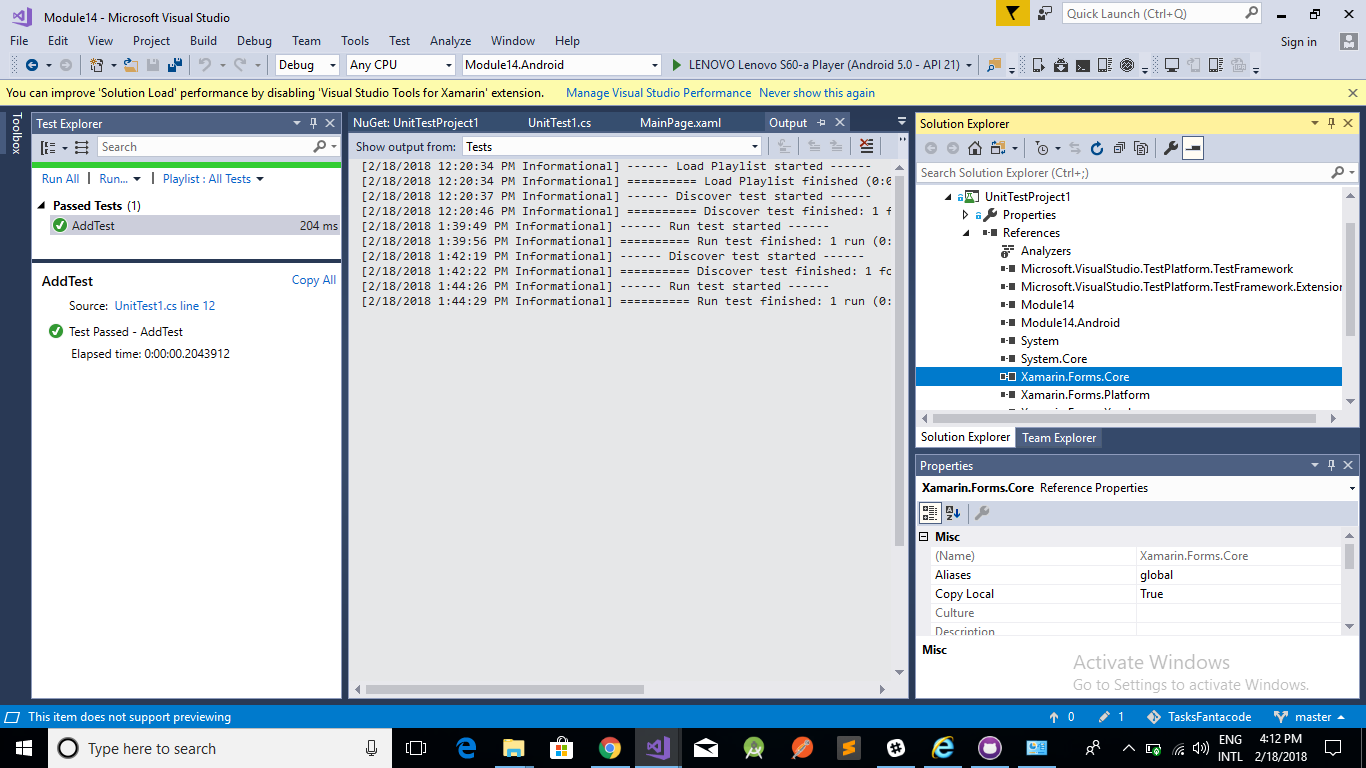 Module14 - Microsoft Visual Studio
Quick Launch (Ctrl+Q)
File Edit View Project Build Debug Team Tools Test Analyze Window Help
Sign in
Debug Any CPU Module14.Android LENOVO Lenovo S60-a Player (Android 5.0 - API 21)
You can improve 'Solution Load' performance by disabling 'Visual Studio Tools for Xamarin' extension. Manage Visual Studio Performance Never show this again
Toolbox
Test Explorer
Search
Run All Run... Playlist : All Tests
Passed Tests (1)
AddTest 204 ms
AddTest Copy All
Source: UnitTest1.cs line 12
Test Passed - AddTest
Elapsed time: 0:00:00.2043912
NuGet: UnitTestProject1 UnitTest1.cs MainPage.xaml Output
Show output from: Tests
[2/18/2018 12:20:34 PM Informational] ------ Load Playlist started ------
[2/18/2018 12:20:34 PM Informational] ========== Load Playlist finished (0:0
[2/18/2018 12:20:37 PM Informational] ------ Discover test started ------
[2/18/2018 12:20:46 PM Informational] ========== Discover test finished: 1 f
[2/18/2018 1:39:49 PM Informational] ------ Run test started ------
[2/18/2018 1:39:56 PM Informational] ========== Run test finished: 1 run (0:
[2/18/2018 1:42:19 PM Informational] ------ Discover test started ------
[2/18/2018 1:42:22 PM Informational] ========== Discover test finished: 1 fo
[2/18/2018 1:44:26 PM Informational] ------ Run test started ------
[2/18/2018 1:44:29 PM Informational] ========== Run test finished: 1 run (0:
Solution Explorer
Search Solution Explorer (Ctrl+;)
UnitTestProject1
Properties
References
Analyzers
Microsoft.VisualStudio.TestPlatform.TestFramework
Microsoft.VisualStudio.TestPlatform.TestFramework.Extension
Module14
Module14.Android
System
System.Core
Xamarin.Forms.Core
Xamarin.Forms.Platform
Solution Explorer Team Explorer
Properties
Xamarin.Forms.Core Reference Properties
Misc
(Name) Xamarin.Forms.Core
Aliases global
Copy Local True
Culture
Description
Misc
Activate Windows
Go to Settings to activate Windows.
This item does not support previewing
0 1 TasksFantacode master
Type here to search
ENG
INTL
4:12 PM
2/18/2018